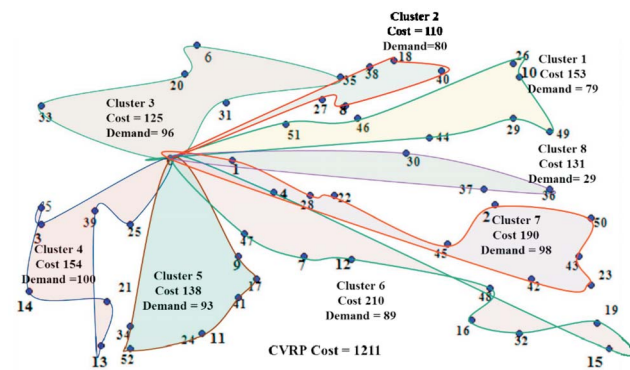 Cluster 2
Cost = 110
Demand=80
Cluster 1
Cost 153
Demand = 79
Cluster 3
Cost = 125
Demand= 96
Cluster 8
Cost 131
Demand= 29
Cluster 7
Cost 190
Demand = 98
Cluster 4
Cost 154
Demand =100
Cluster 5
Cost 138
Demand = 93
Cluster 6
Cost 210
Demand = 89
CVRP Cost = 1211
6
20
33
31
35
38
18
40
27
8
26
10
51
46
44
29
49
1
30
37
36
4
28
22
45
2
50
43
23
42
3
39
25
14
21
13
34
52
24
11
41
17
9
47
7
12
48
16
32
19
15